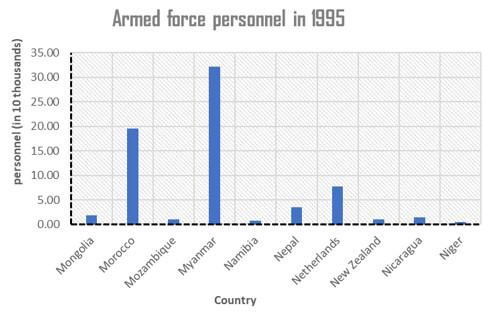 Armed force personnel in 1995
personnel (in 10 thousands)
35.00
30.00
25.00
20.00
15.00
10.00
5.00
0.00
Mongolia
Morocco
Mozambique
Myanmar
Namibia
Nepal
Netherlands
New Zealand
Nicaragua
Niger
Country